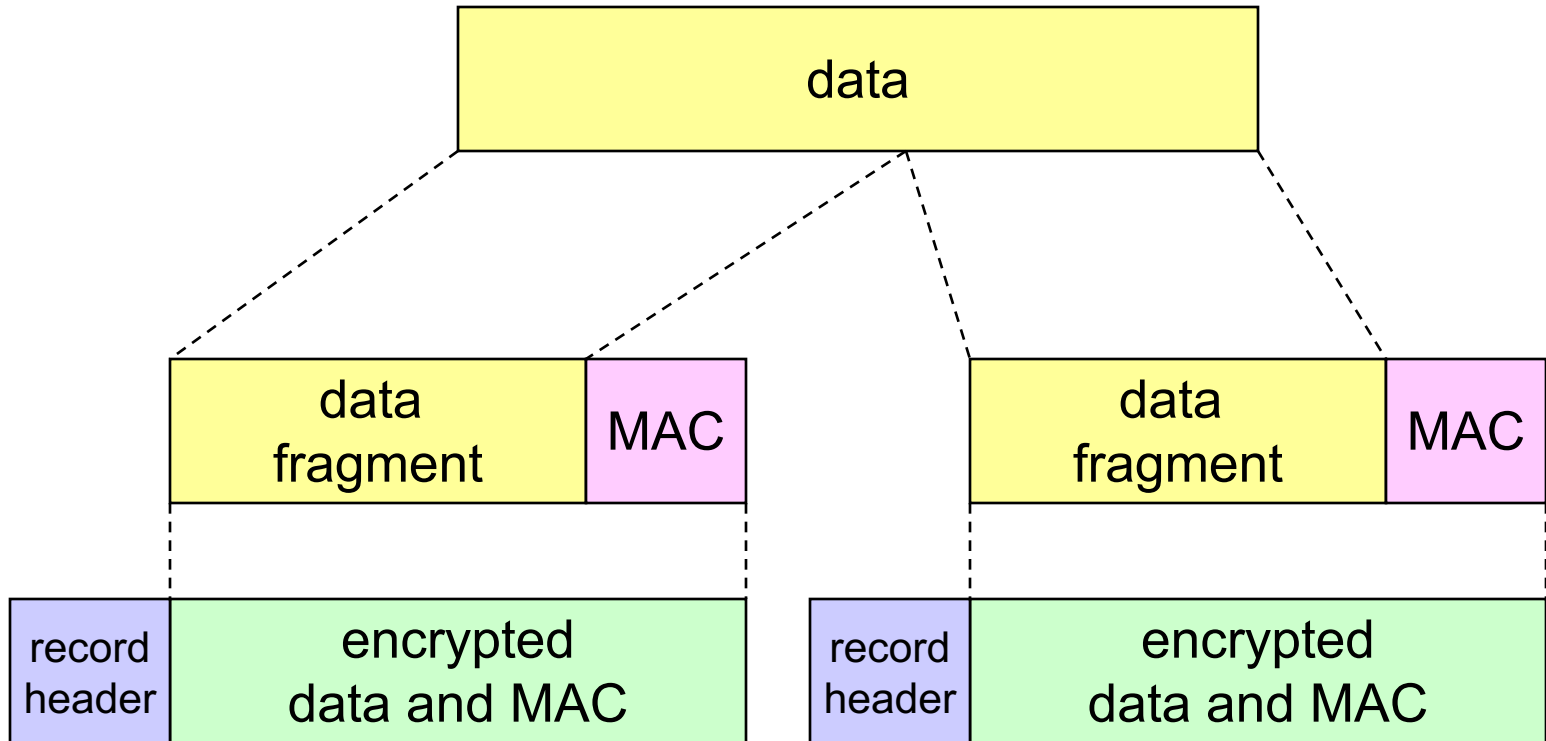 data
data
fragment
MAC
data
fragment
MAC
record
header
encrypted
data and MAC
record
header
encrypted
data and MAC